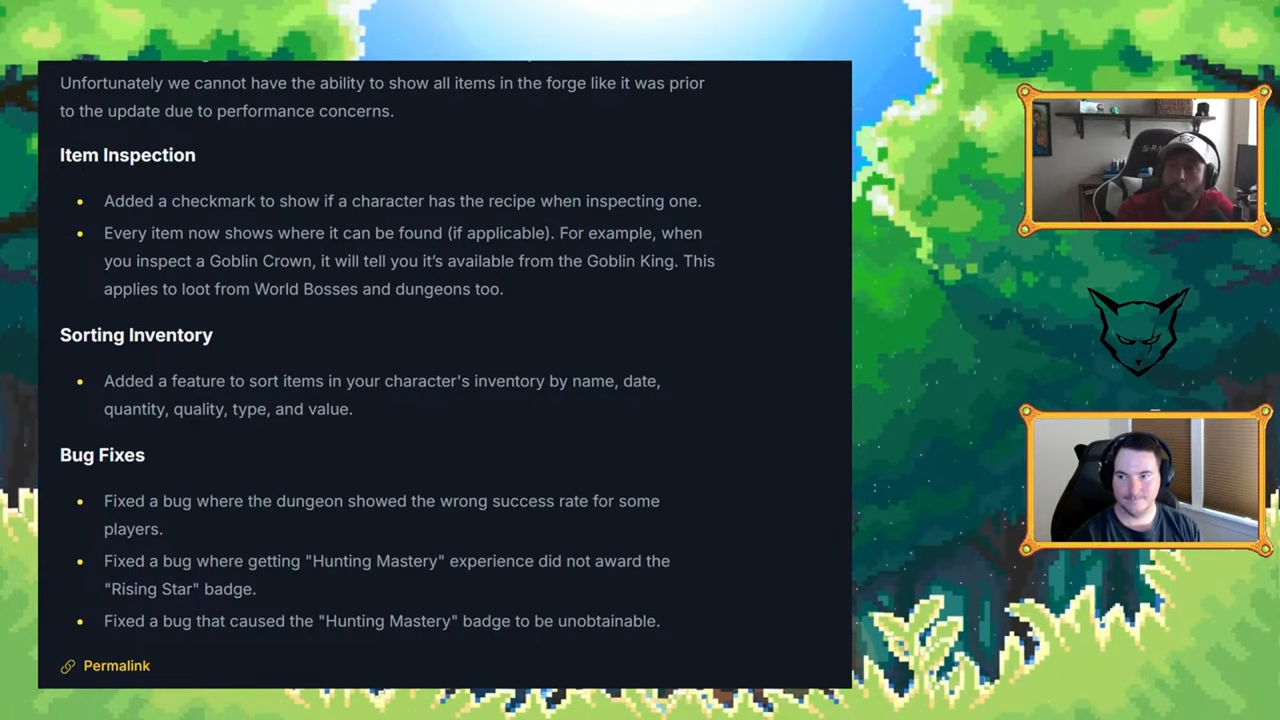 Unfortunately we cannot have the ability to show all items in the forge like it was prior
to the update due to performance concerns.
Item Inspection
Added a checkmark to show if a character has the recipe when inspecting one.
Every item now shows where it can be found (if applicable). For example, when
you inspect a Goblin Crown, it will tell you it’s available from the Goblin King. This
applies to loot from World Bosses and dungeons too.
Sorting Inventory
Added a feature to sort items in your character's inventory by name, date,
quantity, quality, type, and value.
Bug Fixes
Fixed a bug where the dungeon showed the wrong success rate for some
players.
Fixed a bug where getting "Hunting Mastery" experience did not award the
"Rising Star" badge.
Fixed a bug that caused the "Hunting Mastery" badge to be unobtainable.
Permalink